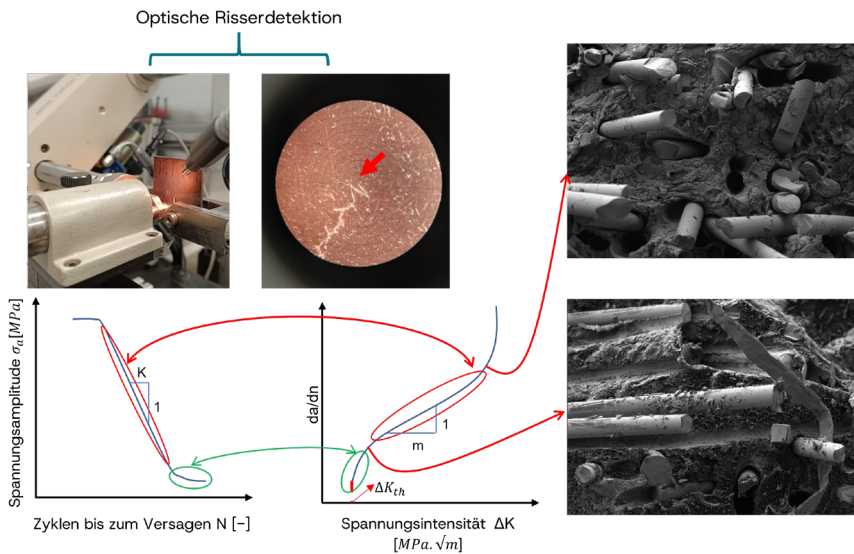 Optische Risserdetektion
Spannungsamplitude σₐ[MPa]
K
1
Zyklen bis zum Versagen N [-]
da/dn
1
m
ΔKₜₕ
Spannungsintensität ΔK
[MPa.√m]